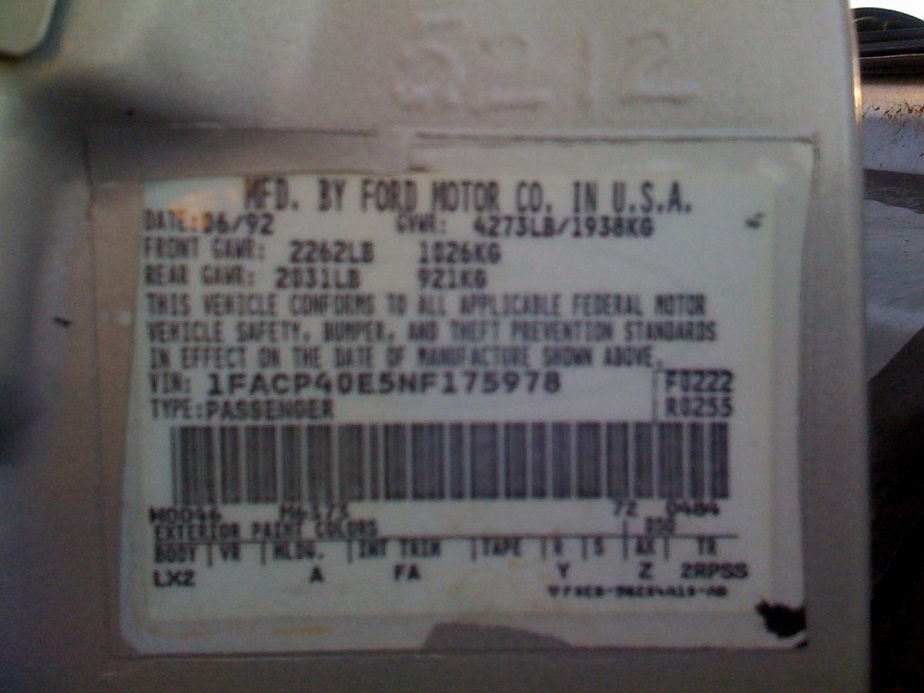 MFD. BY FORD MOTOR CO. IN U.S.A.
DATE: 06/92 GVWR: 4273LB/1938KG
FRONT GAWR: 2262LB 1026KG
REAR GAWR: 2031LB 921KG
THIS VEHICLE CONFORMS TO ALL APPLICABLE FEDERAL MOTOR
VEHICLE SAFETY, BUMPER, AND THEFT PREVENTION STANDARDS
IN EFFECT ON THE DATE OF MANUFACTURE SHOWN ABOVE.
VIN: 1FACP40E5NF175978 F0222
TYPE: PASSENGER R0255
M0046 M6373 72 0484
EXTERIOR PAINT COLORS DSO
BODY VR MLDG. INT TRIM TAPE R S AX TR
LX2 A FA Y Z 2RPSS